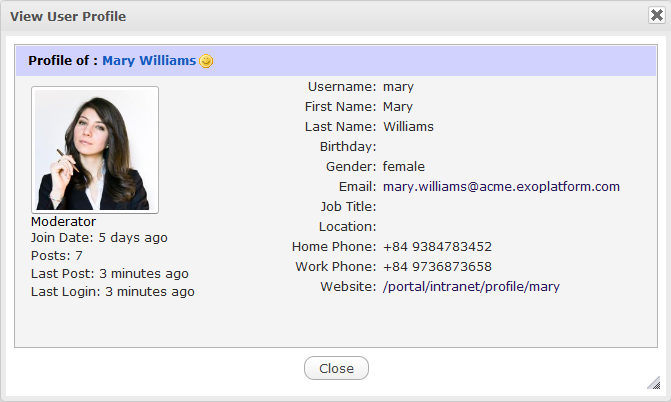 View User Profile
Profile of : Mary Williams
Moderator
Join Date: 5 days ago
Posts: 7
Last Post: 3 minutes ago
Last Login: 3 minutes ago
Username: mary
First Name: Mary
Last Name: Williams
Birthday:
Gender: female
Email: mary.williams@acme.exoplatform.com
Job Title:
Location:
Home Phone: +84 9384783452
Work Phone: +84 9736873658
Website: /portal/intranet/profile/mary
Close